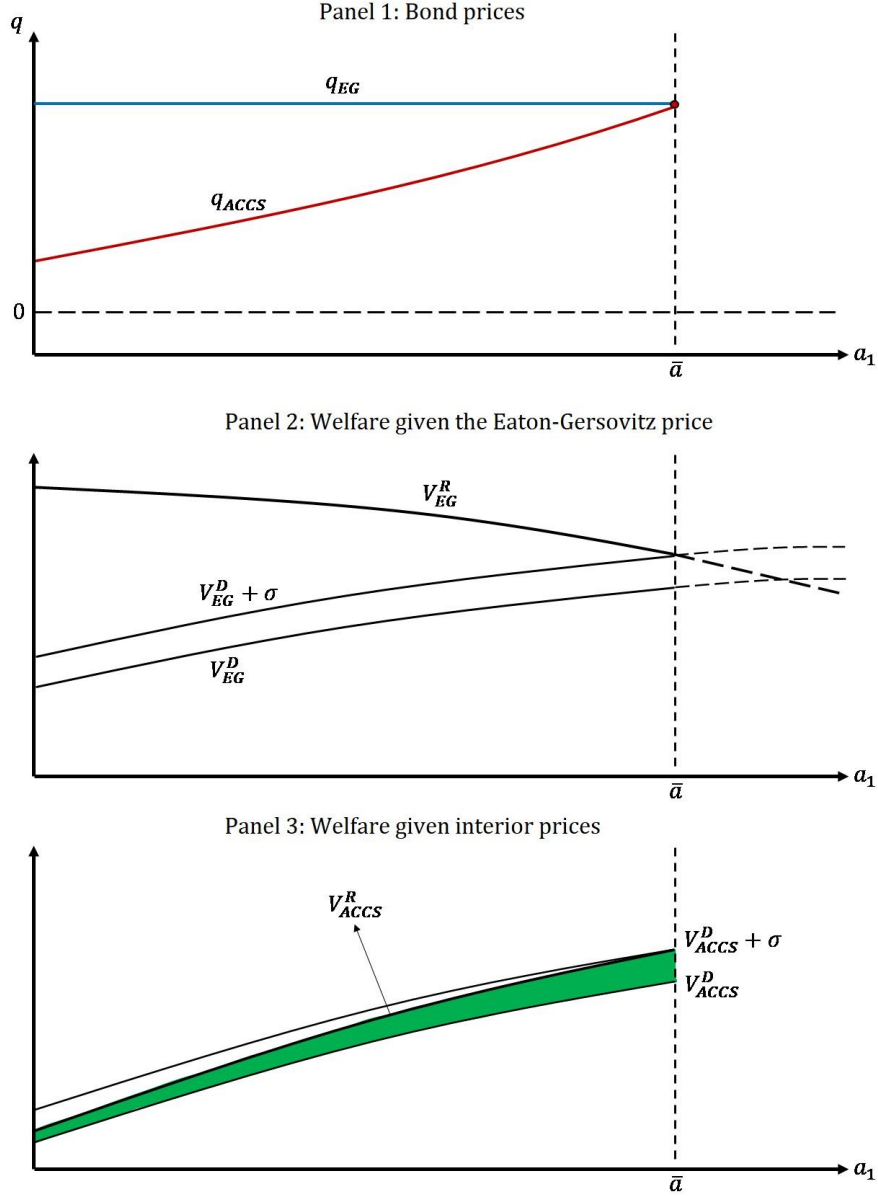 Panel 1: Bond prices
q
q_EG
q_ACCS
0
a̅
a_1
Panel 2: Welfare given the Eaton-Gersovitz price
V^R_EG
V^D_EG + σ
V^D_EG
a̅
a_1
Panel 3: Welfare given interior prices
V^R_ACCS
V^D_ACCS + σ
V^D_ACCS
a̅
a_1